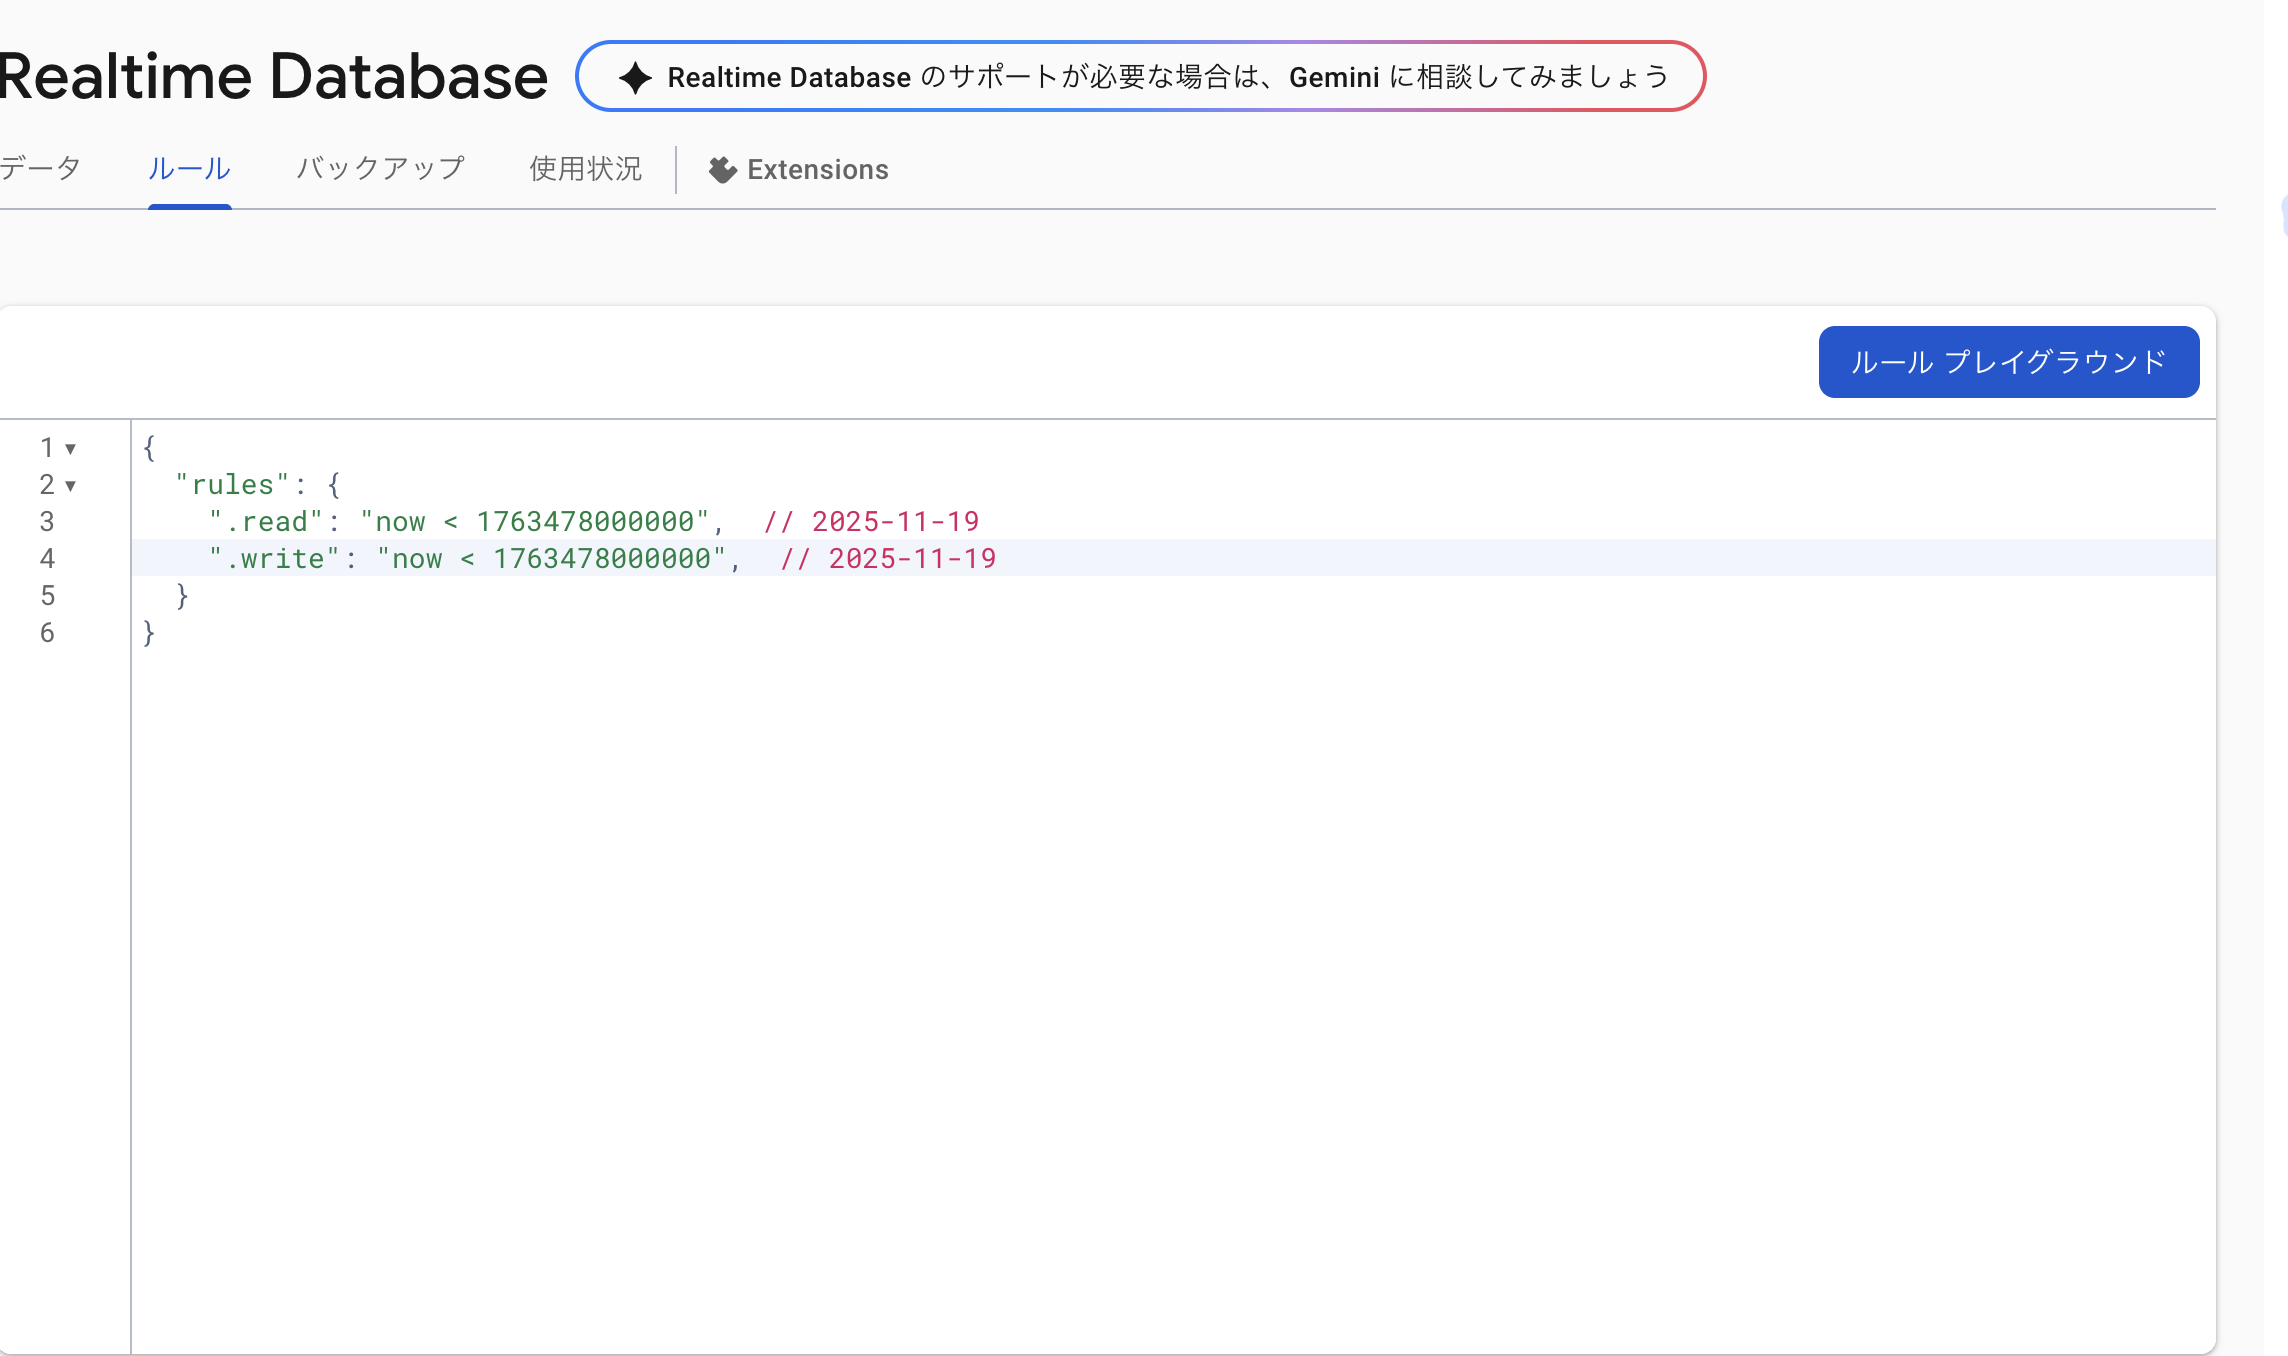 Realtime Database
Realtime Database のサポートが必要な場合は、Gemini に相談してみましょう
データ ルール バックアップ 使用状況 Extensions
ルール プレイグラウンド
1 {
2 "rules": {
3 ".read": "now < 1763478000000", // 2025-11-19
4 ".write": "now < 1763478000000", // 2025-11-19
5 }
6 }